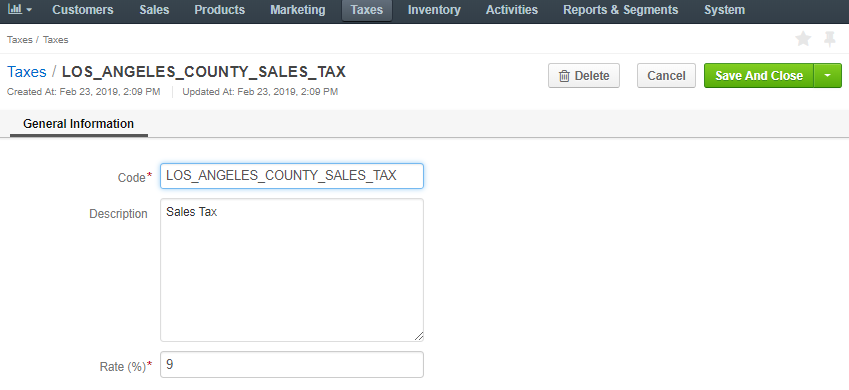 Customers Sales Products Marketing Taxes Inventory Activities Reports & Segments System
Taxes / Taxes
Taxes / LOS_ANGELES_COUNTY_SALES_TAX
Delete Cancel Save And Close
Created At: Feb 23, 2019, 2:09 PM Updated At: Feb 23, 2019, 2:09 PM
General Information
Code* LOS_ANGELES_COUNTY_SALES_TAX
Description Sales Tax
Rate (%)* 9